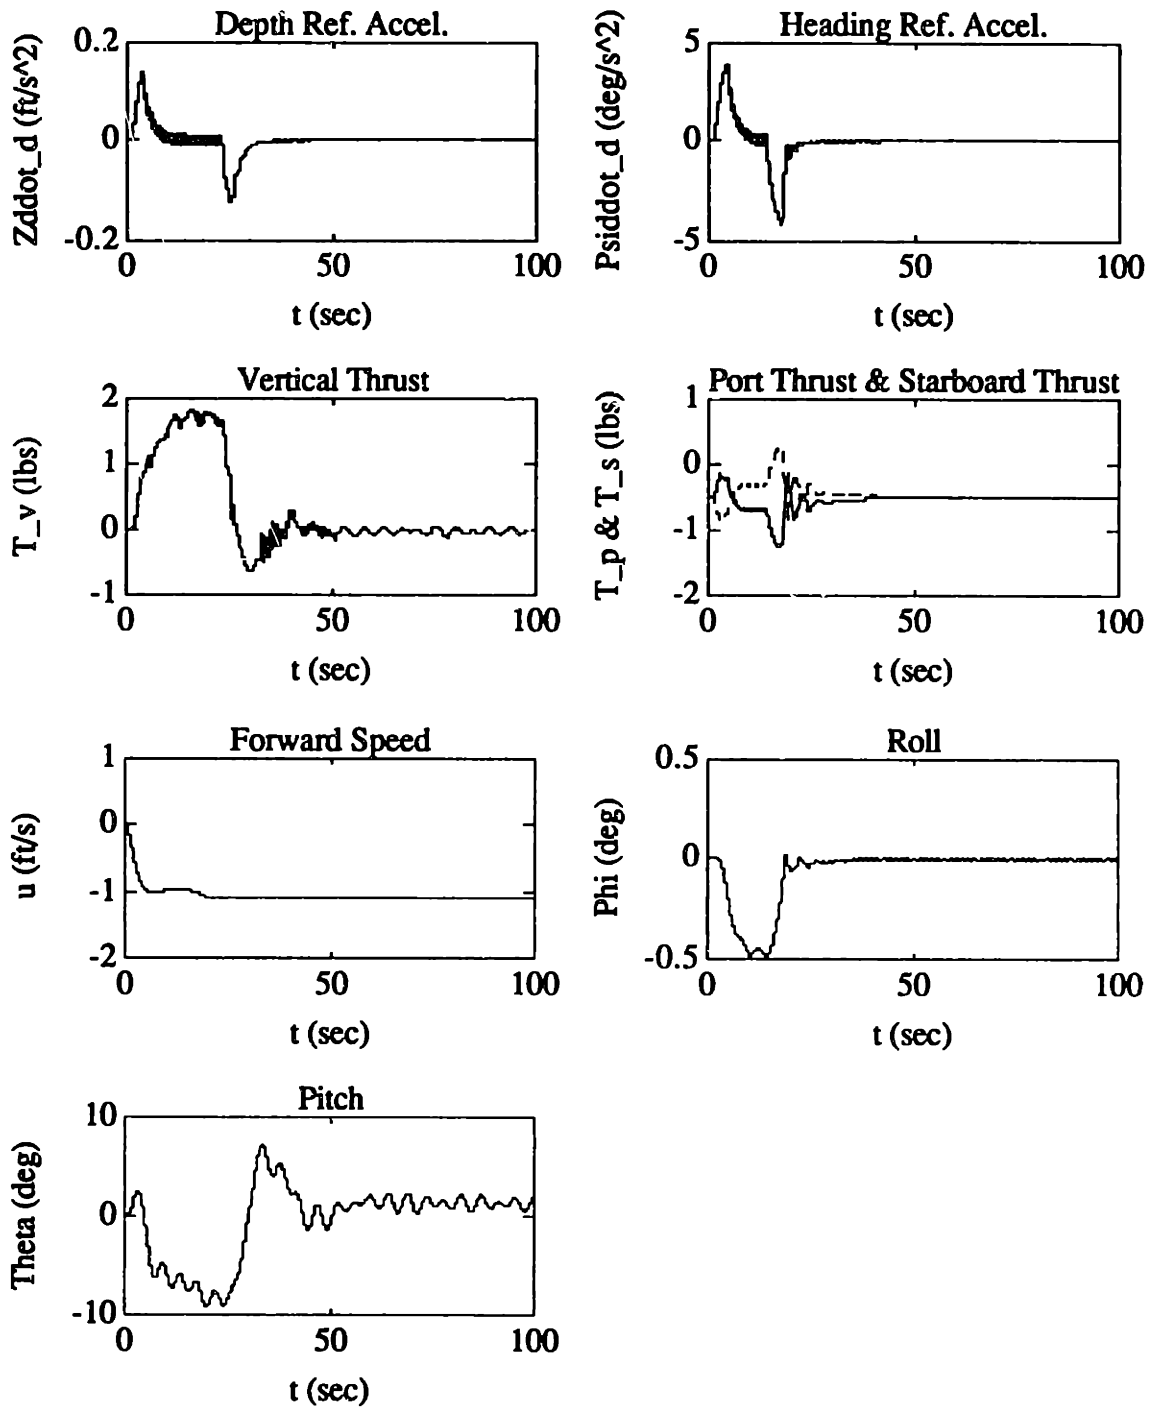 Depth Ref. Accel.
Zddot_d (ft/s^2)
0.2
0
-0.2
0
50
100
t (sec)
Heading Ref. Accel.
Psiddot_d (deg/s^2)
5
0
-5
0
50
100
t (sec)
Vertical Thrust
T_v (lbs)
2
1
0
-1
0
50
100
t (sec)
Port Thrust & Starboard Thrust
T_p & T_s (lbs)
1
0
-1
-2
0
50
100
t (sec)
Forward Speed
u (ft/s)
1
0
-1
-2
0
50
100
t (sec)
Roll
Phi (deg)
0.5
0
-0.5
0
50
100
t (sec)
Pitch
Theta (deg)
10
0
-10
0
50
100
t (sec)